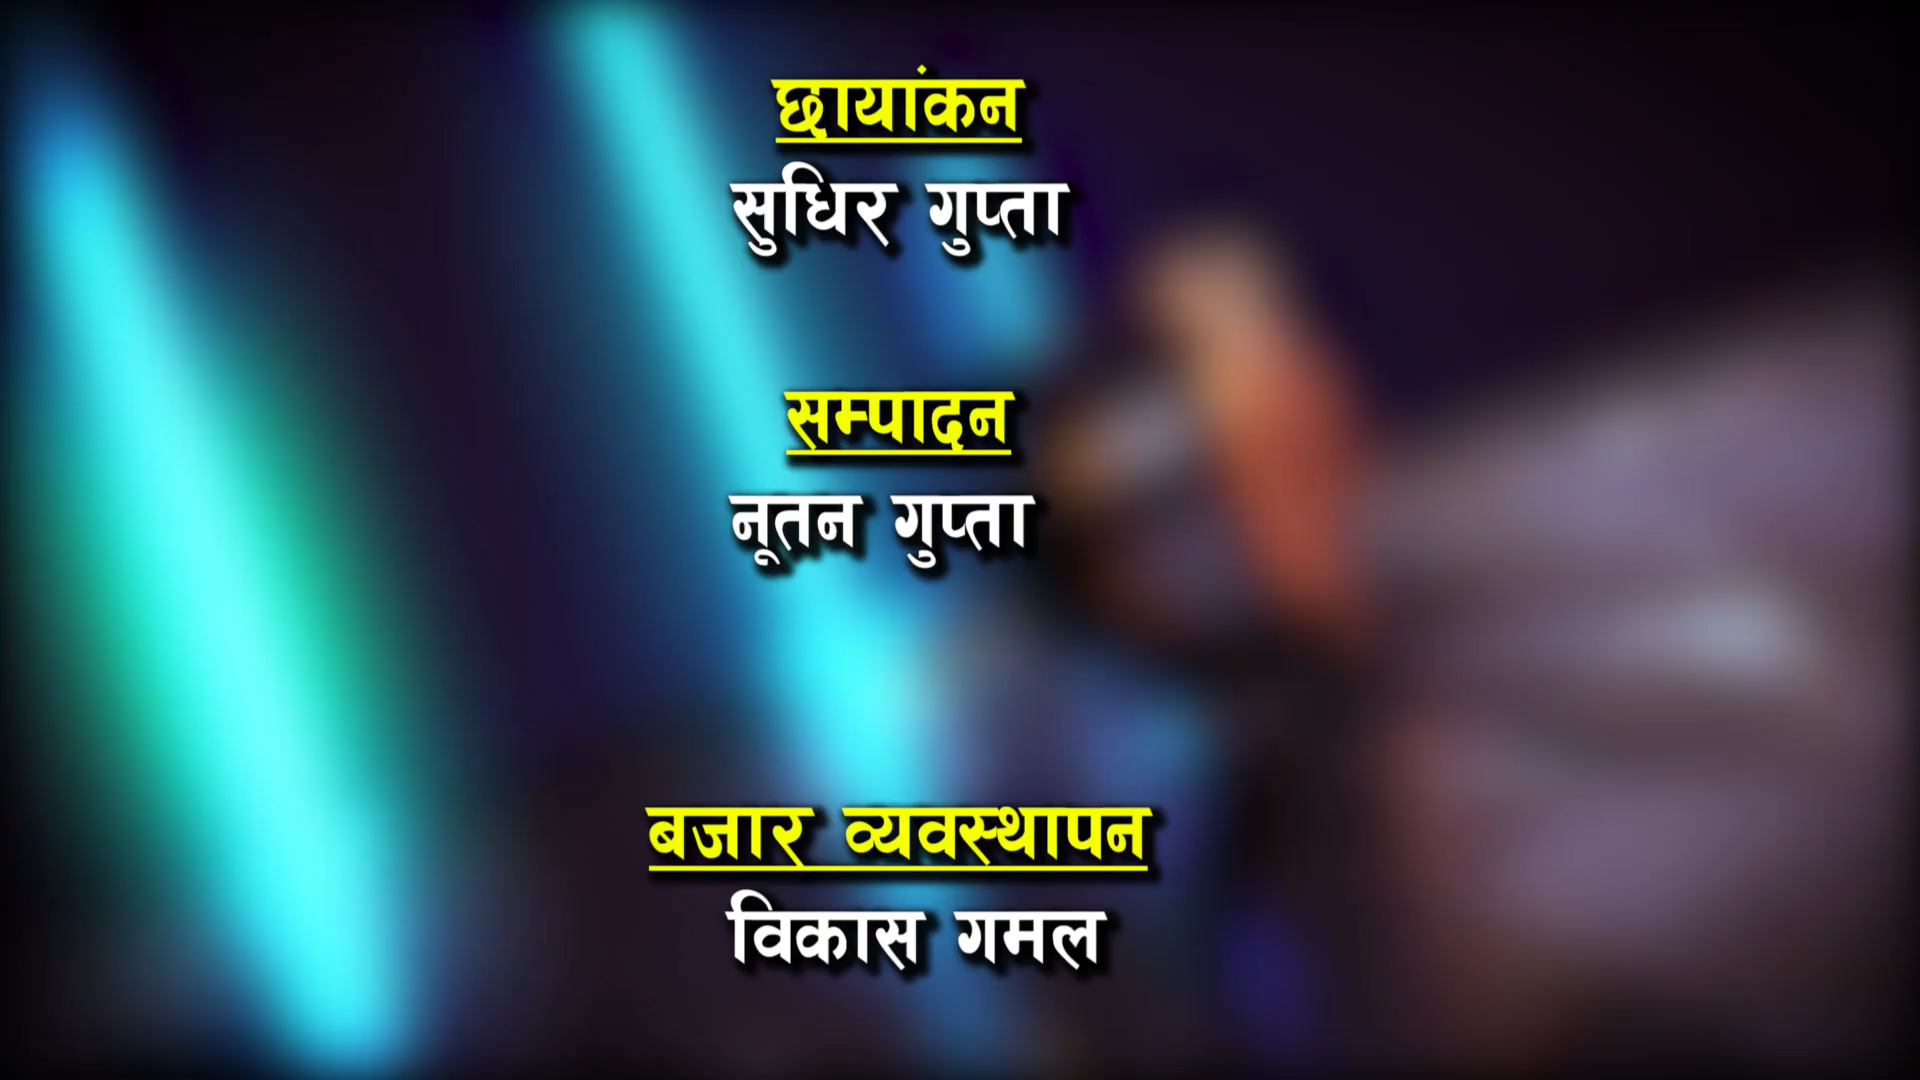 छायांकन
सुधिर गुप्ता
सम्पादन
नूतन गुप्ता
बजार व्यवस्थापन
विकास गमल